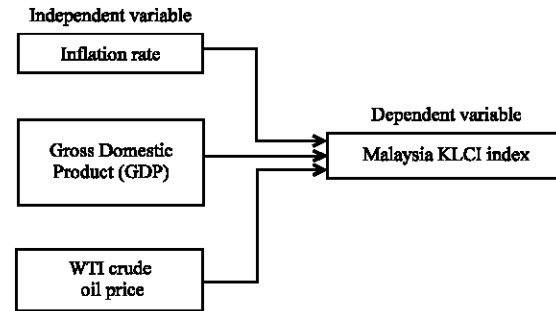 Independent variable
Inflation rate
Dependent variable
Gross Domestic
Product (GDP)
Malaysia KLCI index
WTI crude
oil price